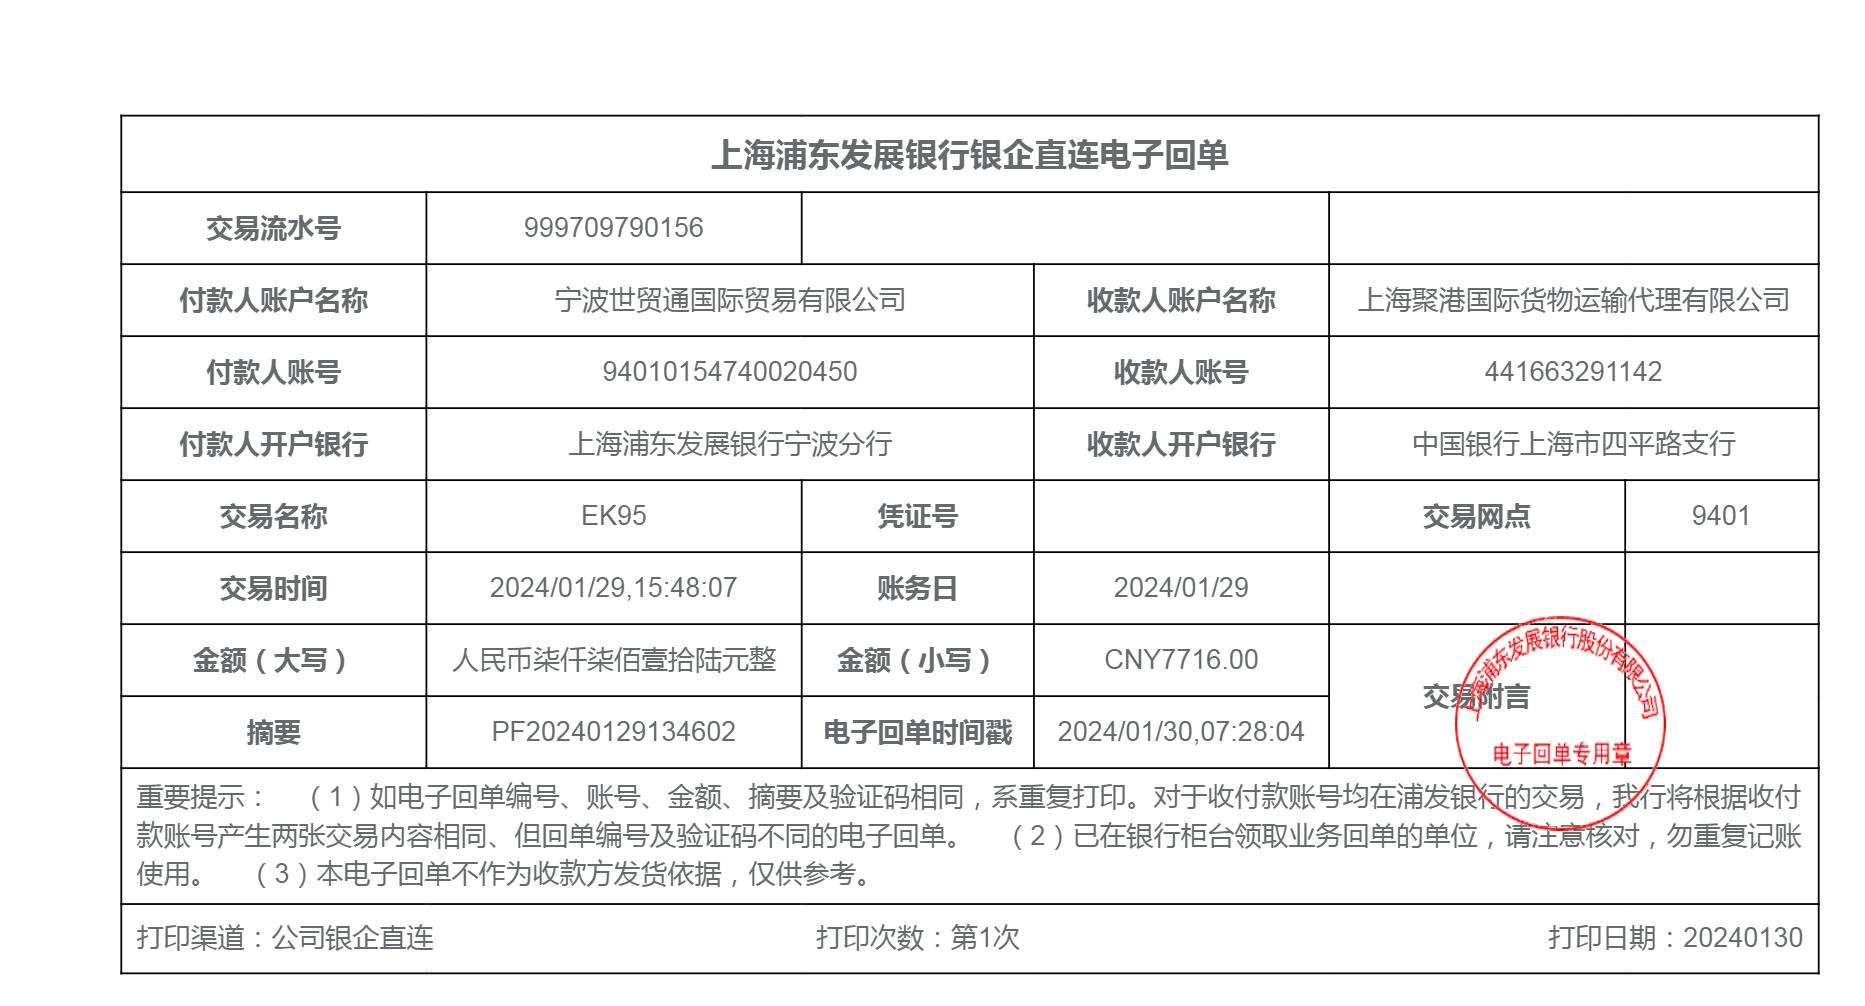 上海浦东发展银行银企直连电子回单
交易流水号 999709790156
付款人账户名称 宁波世贸通国际贸易有限公司 收款人账户名称 上海聚港国际货物运输代理有限公司
付款人账号 94010154740020450 收款人账号 441663291142
付款人开户银行 上海浦东发展银行宁波分行 收款人开户银行 中国银行上海市四平路支行
交易名称 EK95 凭证号 交易网点 9401
交易时间 2024/01/29,15:48:07 账务日 2024/01/29
金额（大写） 人民币柒仟柒佰壹拾陆元整 金额（小写） CNY7716.00
交易附言
摘要 PF20240129134602 电子回单时间戳 2024/01/30,07:28:04
上海浦东发展银行股份有限公司
电子回单专用章
重要提示： （1）如电子回单编号、账号、金额、摘要及验证码相同，系重复打印。对于收付款账号均在浦发银行的交易，我行将根据收付
款账号产生两张交易内容相同、但回单编号及验证码不同的电子回单。 （2）已在银行柜台领取业务回单的单位，请注意核对，勿重复记账
使用。 （3）本电子回单不作为收款方发货依据，仅供参考。
打印渠道：公司银企直连 打印次数：第1次 打印日期：20240130